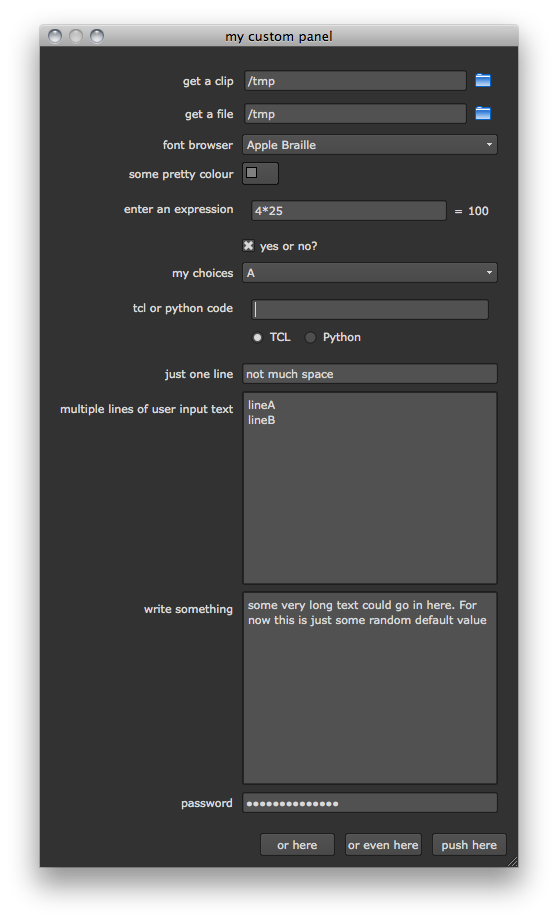 my custom panel
get a clip /tmp
get a file /tmp
font browser Apple Braille
some pretty colour
enter an expression 4*25 = 100
yes or no?
my choices A
tcl or python code
TCL Python
just one line not much space
multiple lines of user input text lineA
lineB
write something some very long text could go in here. For
now this is just some random default value
password ●●●●●●●●●●●●●●
or here or even here push here